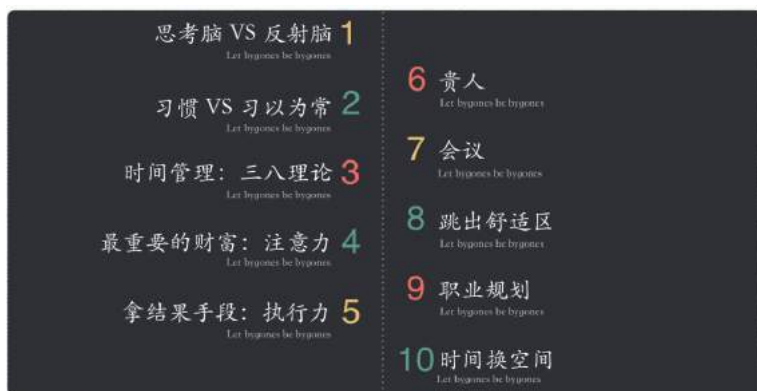 思考脑 VS 反射脑 1
Let bygones be bygones
习惯 VS 习以为常 2
Let bygones be bygones
时间管理：三八理论 3
Let bygones be bygones
最重要的财富：注意力 4
Let bygones be bygones
拿结果手段：执行力 5
Let bygones be bygones
6 贵人
Let bygones be bygones
7 会议
Let bygones be bygones
8 跳出舒适区
Let bygones be bygones
9 职业规划
Let bygones be bygones
10 时间换空间
Let bygones be bygones